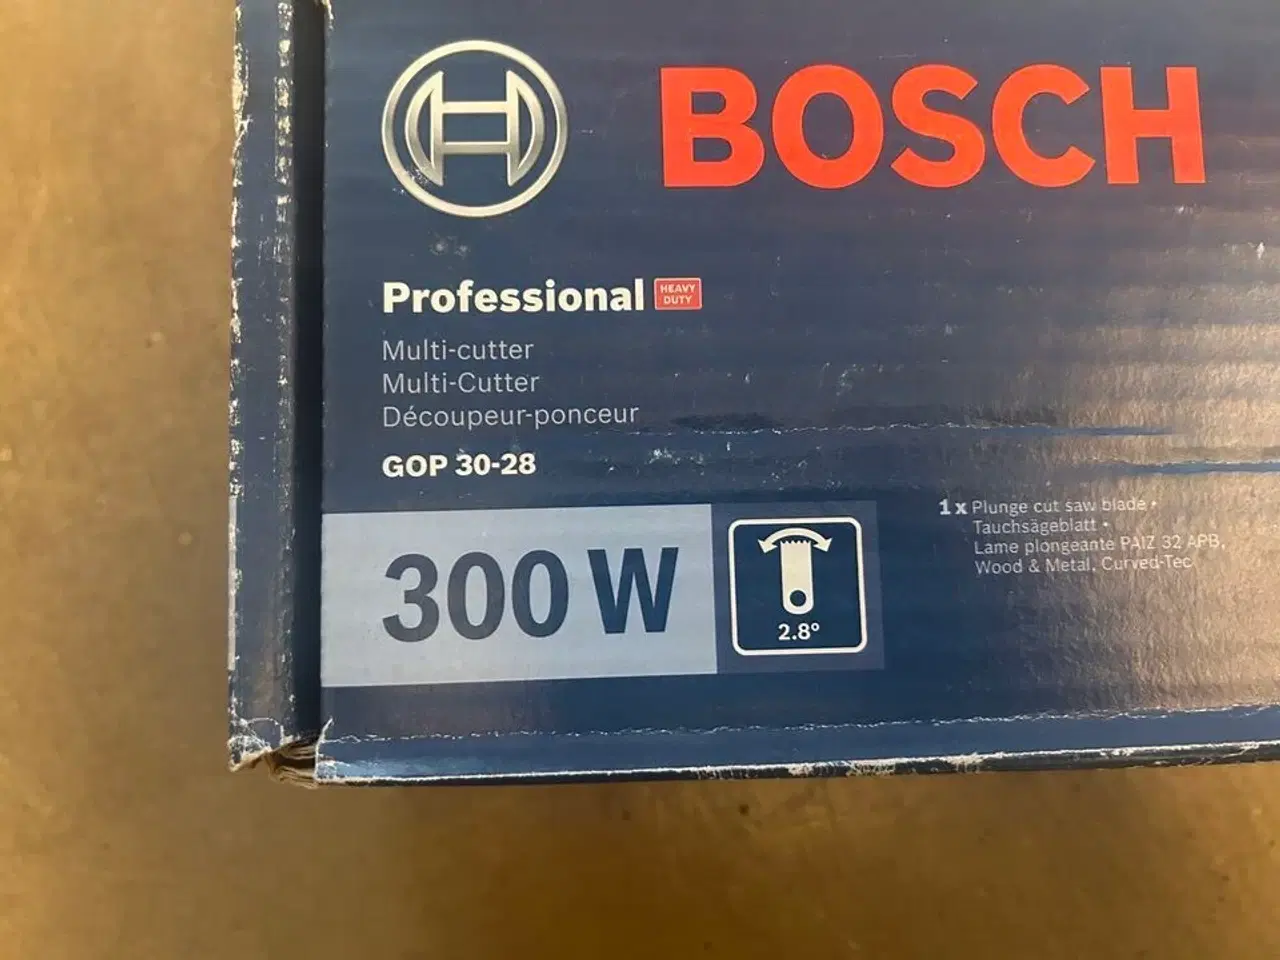 BOSCH
Professional HEAVY DUTY
Multi-cutter
Multi-Cutter
Découpeur-ponceur
GOP 30-28
300 W
2.8°
1 x Plunge cut saw blade •
Tauchsägeblatt •
Lame plongeante PAIZ 32 APB,
Wood & Metal, Curved-Tec